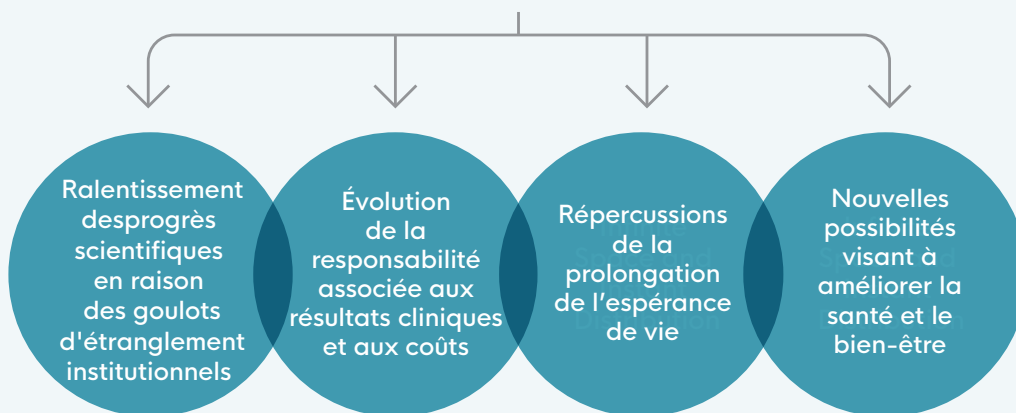 Ralentissement
desprogrès
scientifiques
en raison
des goulots
d'étranglement
institutionnels
Évolution
de la
responsabilité
associée aux
résultats cliniques
et aux coûts
Répercussions
de la
prolongation
de l'espérance
de vie
Nouvelles
possibilités
visant à
améliorer la
santé et le
bien-être